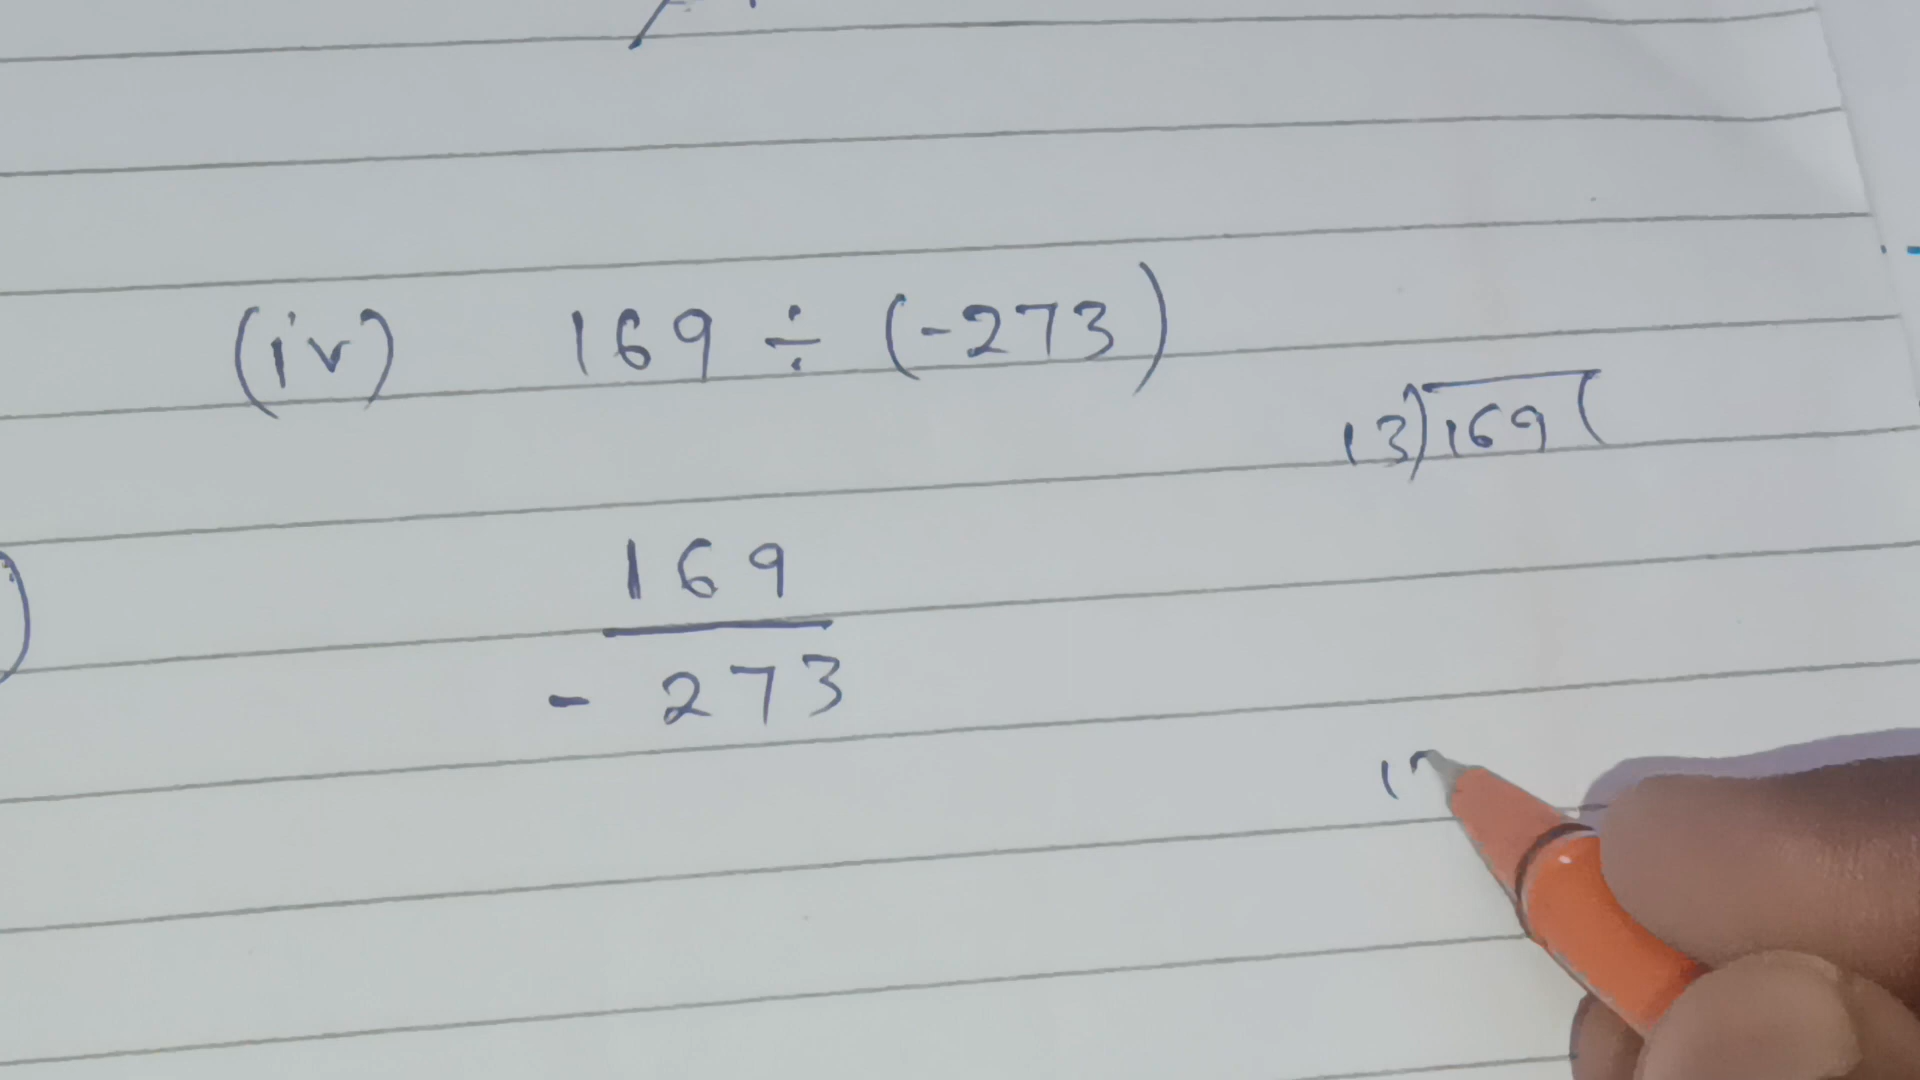 (iv) 169 ÷ (-273)
13)169(
169
- 273